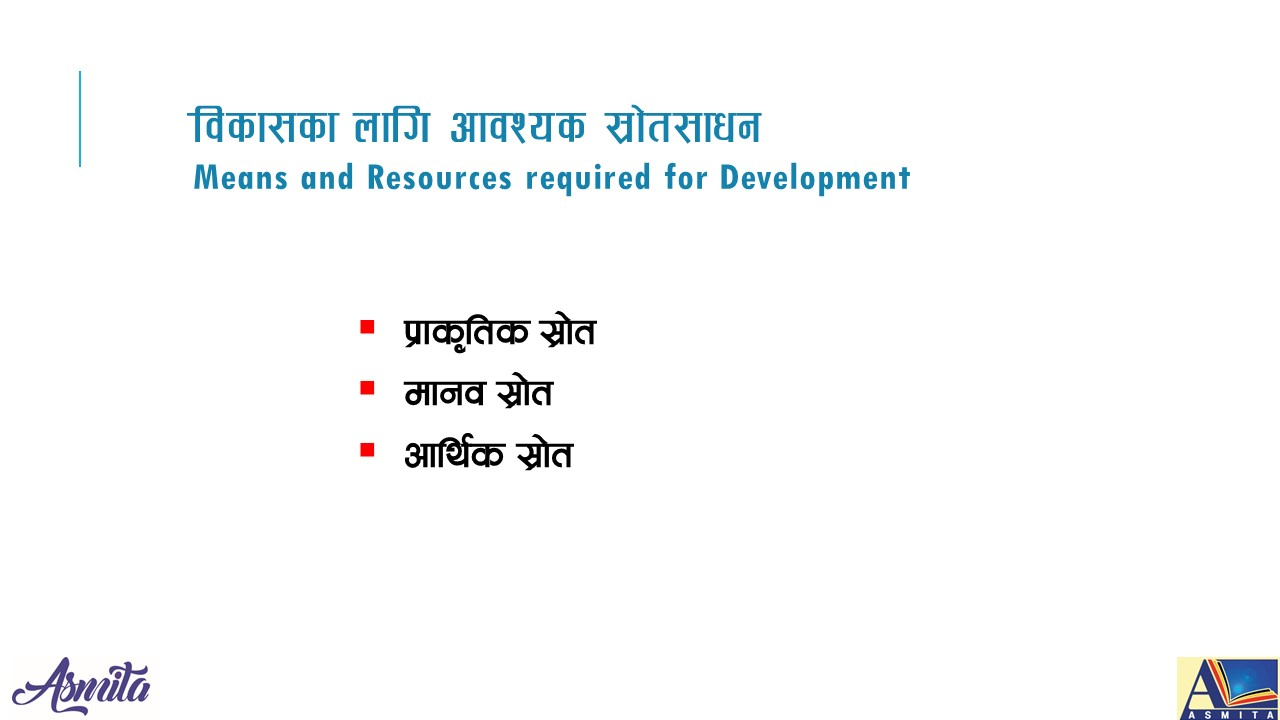 विकासका लागि आवश्यक स्रोतसाधन
Means and Resources required for Development
प्राकृतिक स्रोत
मानव स्रोत
आर्थिक स्रोत
Asmita
ASMITA